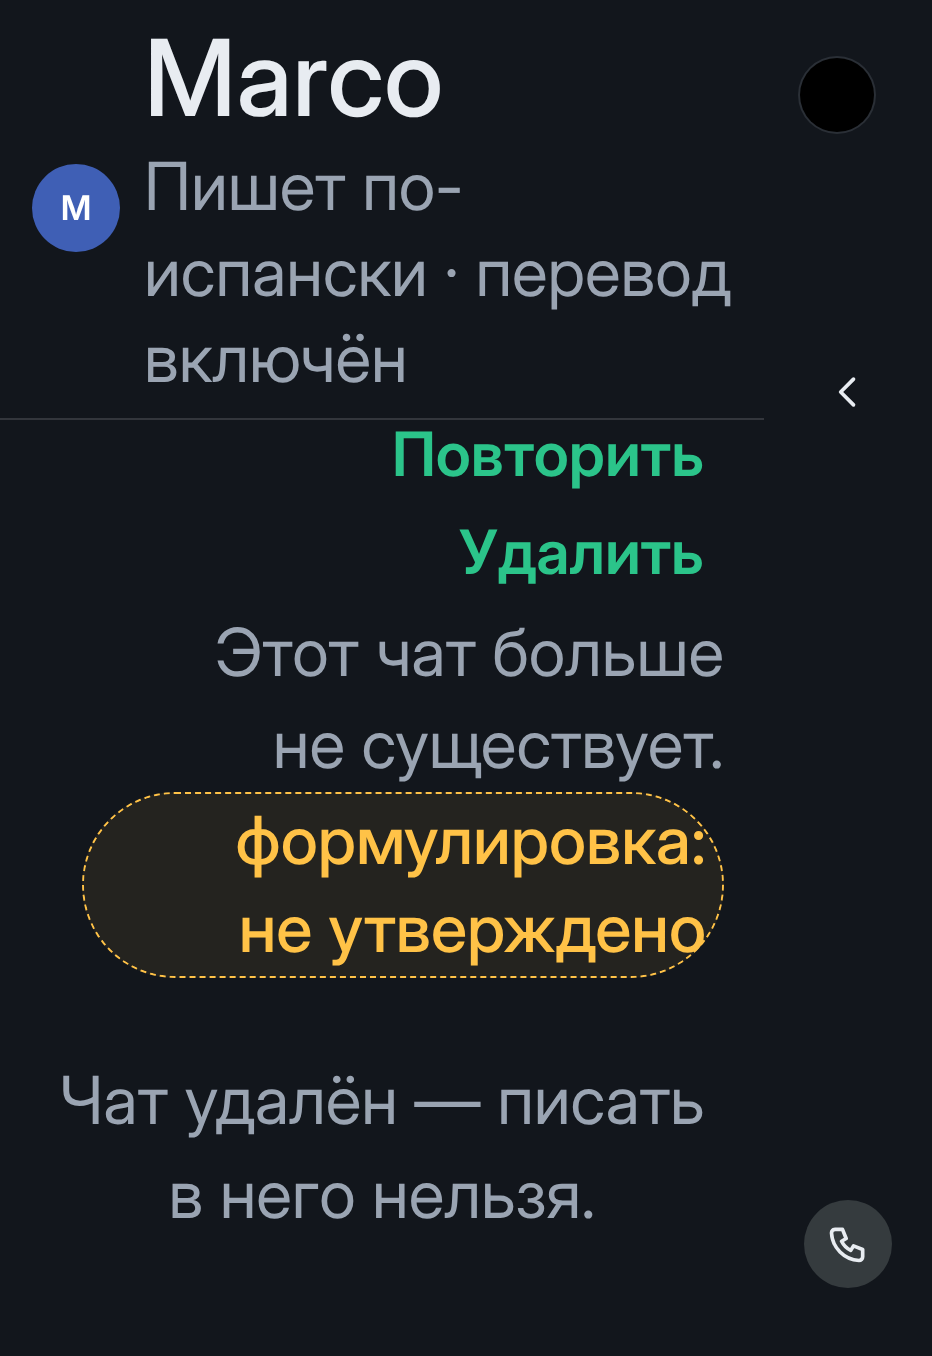 Marco
М
Пишет по-
испански · перевод
включён
Повторить
Удалить
Этот чат больше
не существует.
формулировка:
не утверждено
Чат удалён — писать
в него нельзя.